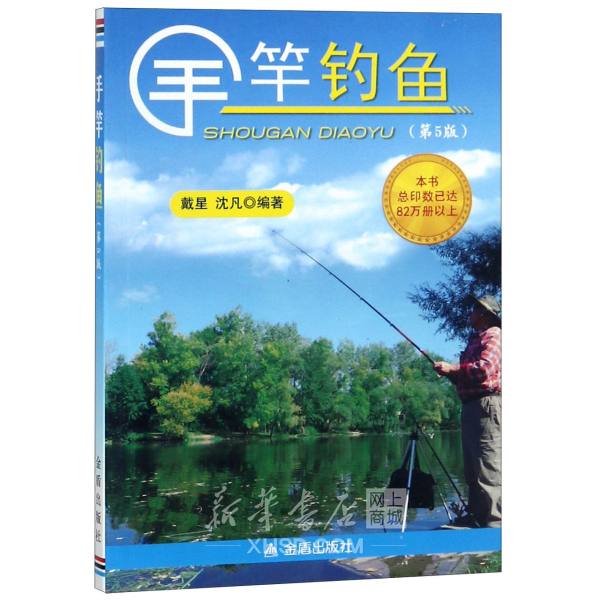 手竿钓鱼
SHOUGAN DIAOYU
(第5版)
本书
总印数已达
82万册以上
戴星 沈凡◎编著
手竿钓鱼(第5版)
金盾出版社
新华书店
网上
商城
XHSD.COM
金盾出版社